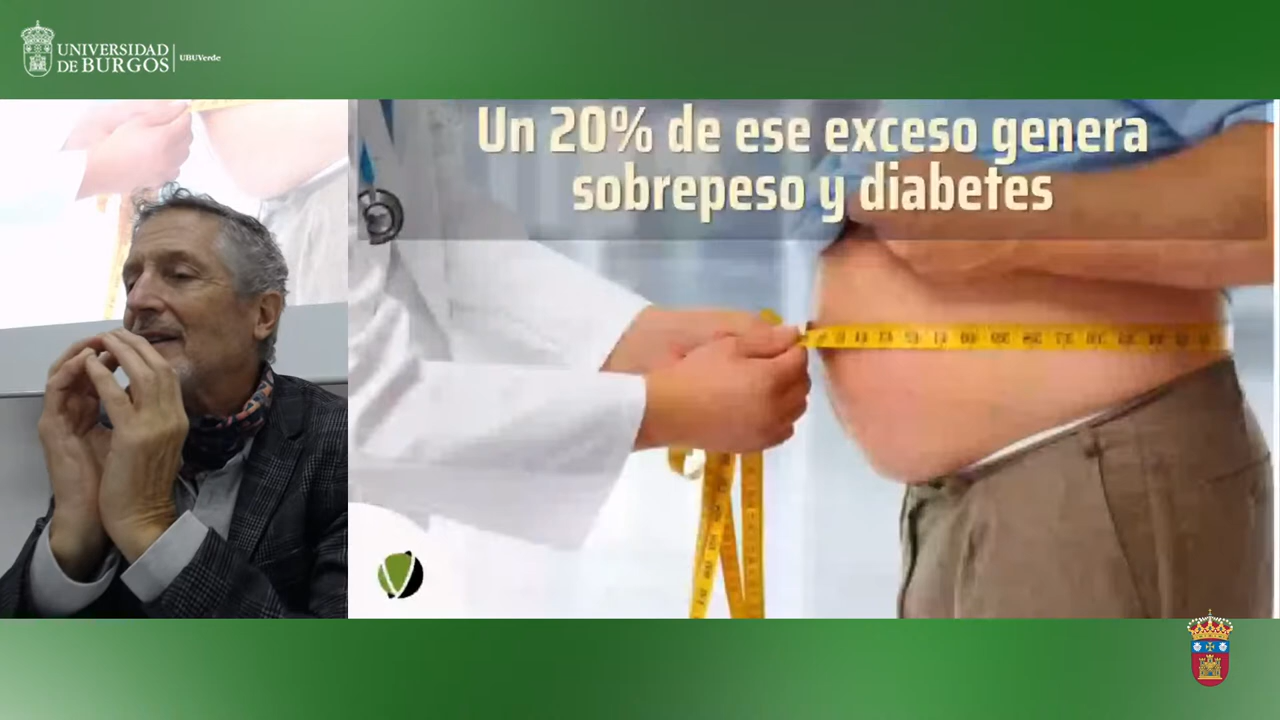 UNIVERSIDAD
DE BURGOS
UBUVerde
Un 20% de ese exceso genera
sobrepeso y diabetes